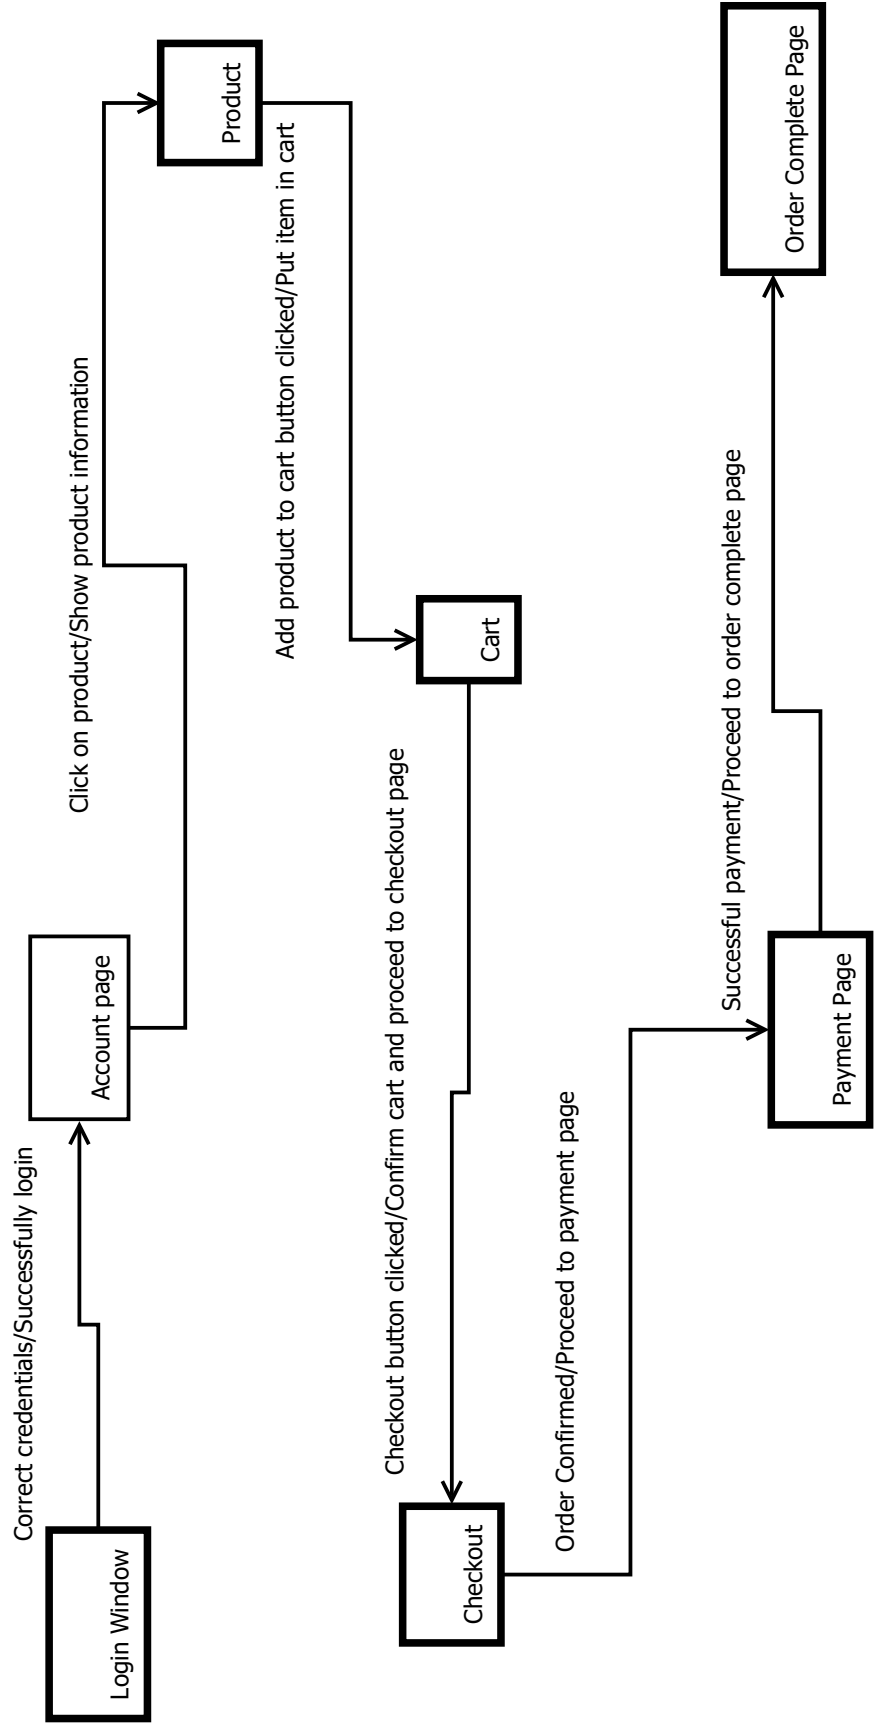 Correct credentials/Successfully login
Login Window
Account page
Click on product/Show product information
Product
Add product to cart button clicked/Put item in cart
Cart
Checkout button clicked/Confirm cart and proceed to checkout page
Checkout
Order Confirmed/Proceed to payment page
Payment Page
Successful payment/Proceed to order complete page
Order Complete Page